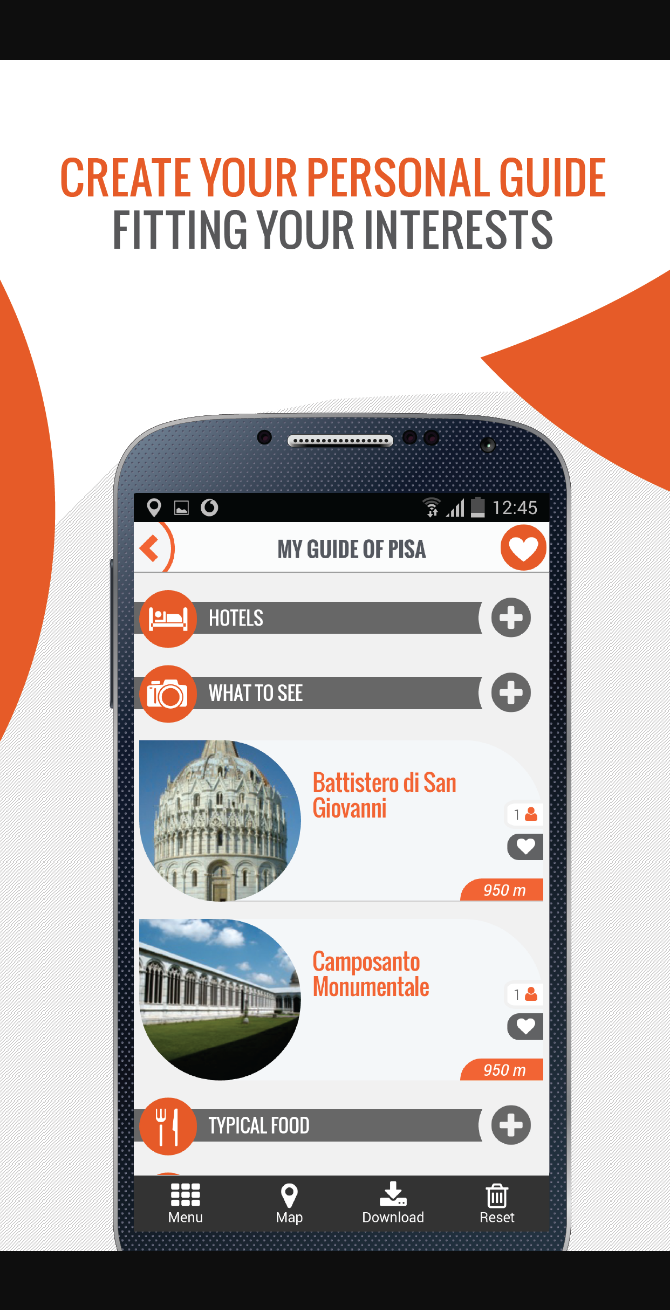 CREATE YOUR PERSONAL GUIDE
FITTING YOUR INTERESTS
12:45
MY GUIDE OF PISA
HOTELS
WHAT TO SEE
Battistero di San
Giovanni
1
950 m
Camposanto
Monumentale
1
950 m
TYPICAL FOOD
Menu
Map
Download
Reset